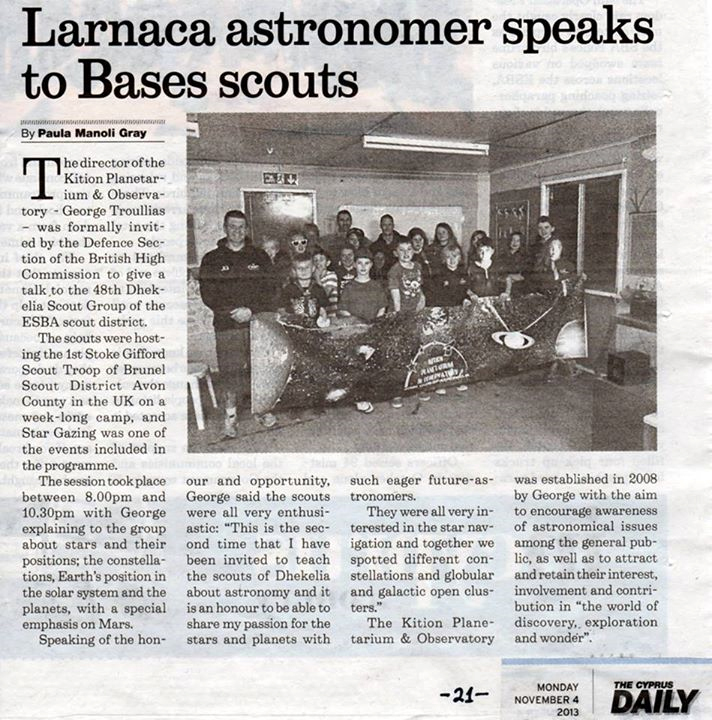 Larnaca astronomer speaks
to Bases scouts
By Paula Manoli Gray
The director of the
Kition Planetar-
ium & Observa-
tory - George Troullias
- was formally invit-
ed by the Defence Sec-
tion of the British High
Commission to give a
talk to the 48th Dhek-
elia Scout Group of the
ESBA scout district.
The scouts were host-
ing the 1st Stoke Gifford
Scout Troop of Brunel
Scout District Avon
County in the UK on a
week-long camp, and
Star Gazing was one of
the events included in
the programme.
The session took place
between 8.00pm and
10.30pm with George
explaining to the group
about stars and their
positions; the constella-
tions, Earth's position in
the solar system and the
planets, with a special
emphasis on Mars.
Speaking of the hon-
our and opportunity,
George said the scouts
were all very enthusi-
astic: "This is the sec-
ond time that I have
been invited to teach
the scouts of Dhekelia
about astronomy and it
is an honour to be able to
share my passion for the
stars and planets with
such eager future-as-
tronomers.
They were all very in-
terested in the star nav-
igation and together we
spotted different con-
stellations and globular
and galactic open clus-
ters."
The Kition Plane-
tarium & Observatory
was established in 2008
by George with the aim
to encourage awareness
of astronomical issues
among the general pub-
lic, as well as to attract
and retain their interest,
involvement and contri-
bution in "the world of
discovery, exploration
and wonder".
KITION
PLANETARIUM
& OBSERVATORY
-21-
MONDAY
NOVEMBER 4
2013
THE CYPRUS
DAILY